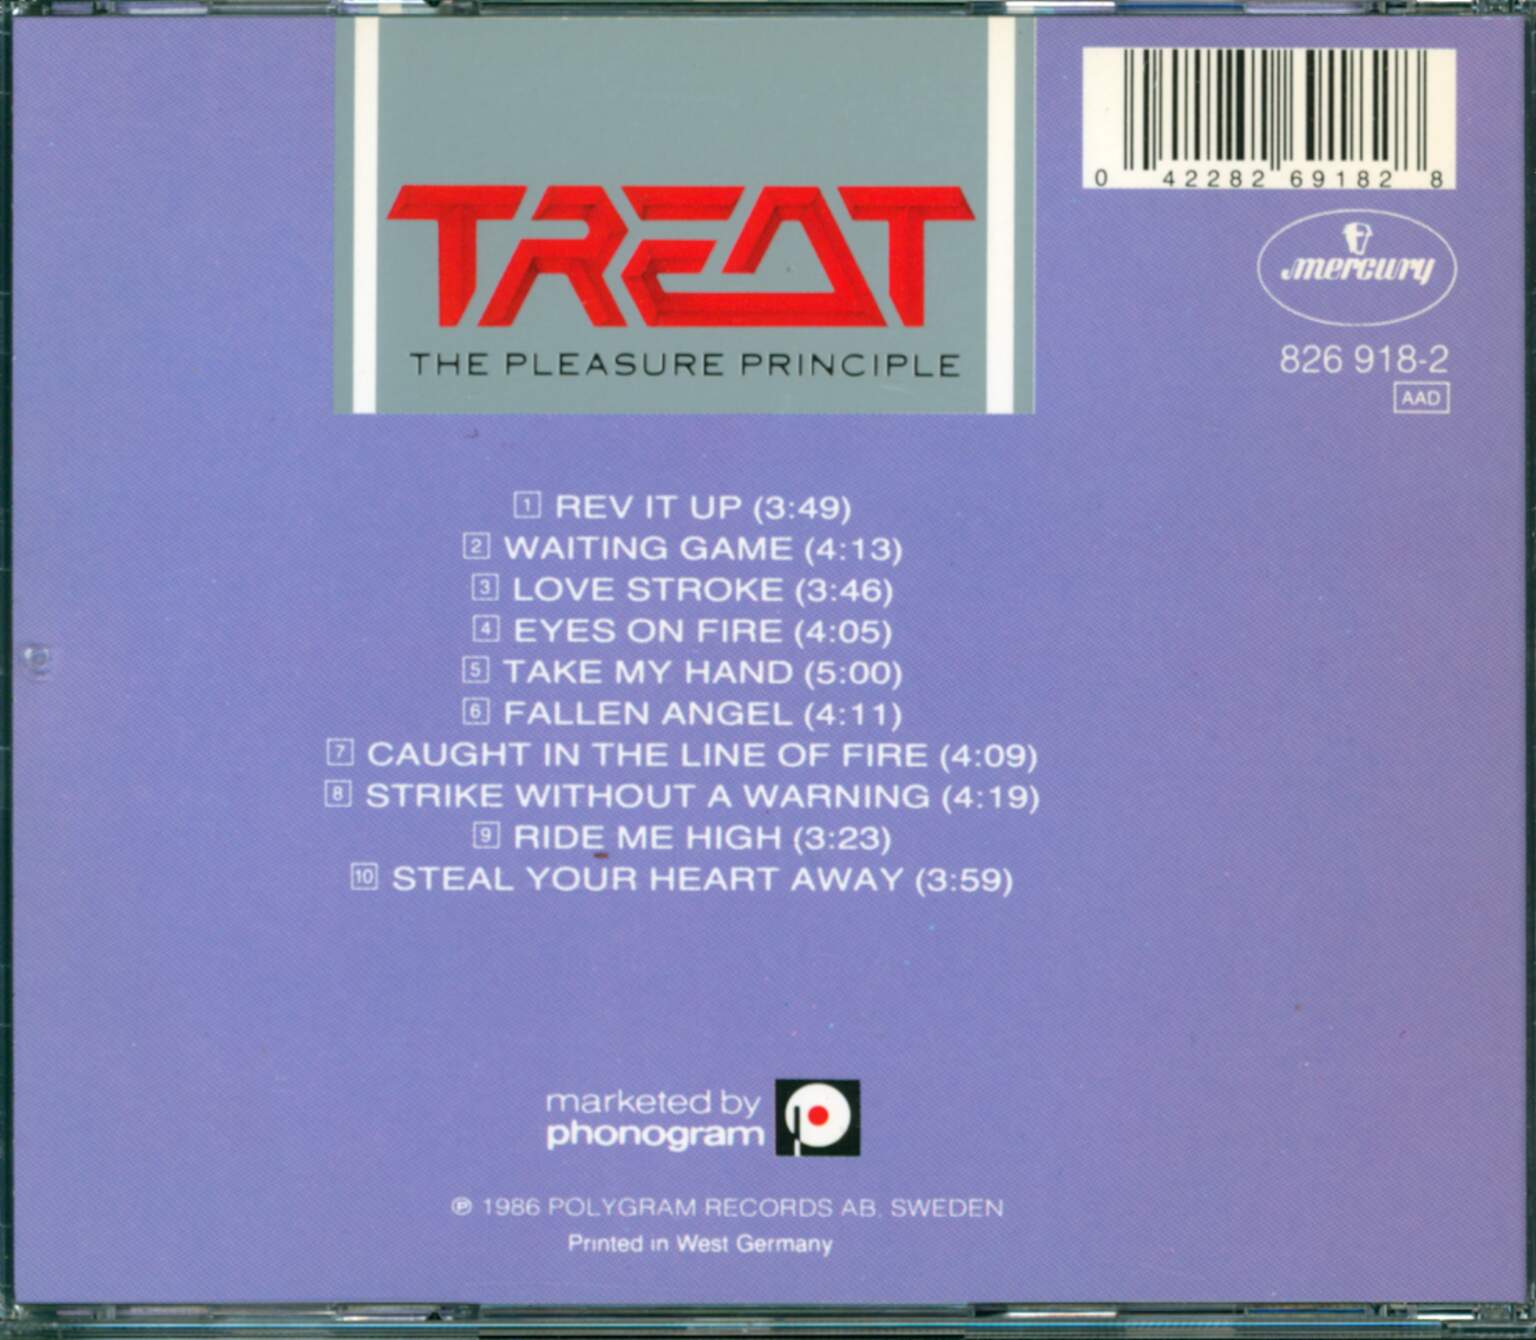 TREAT
THE PLEASURE PRINCIPLE
0 42282 69182 8
mercury
826 918-2
AAD
1 REV IT UP (3:49)
2 WAITING GAME (4:13)
3 LOVE STROKE (3:46)
4 EYES ON FIRE (4:05)
5 TAKE MY HAND (5:00)
6 FALLEN ANGEL (4:11)
7 CAUGHT IN THE LINE OF FIRE (4:09)
8 STRIKE WITHOUT A WARNING (4:19)
9 RIDE ME HIGH (3:23)
10 STEAL YOUR HEART AWAY (3:59)
marketed by
phonogram
℗ 1986 POLYGRAM RECORDS AB. SWEDEN
Printed in West Germany